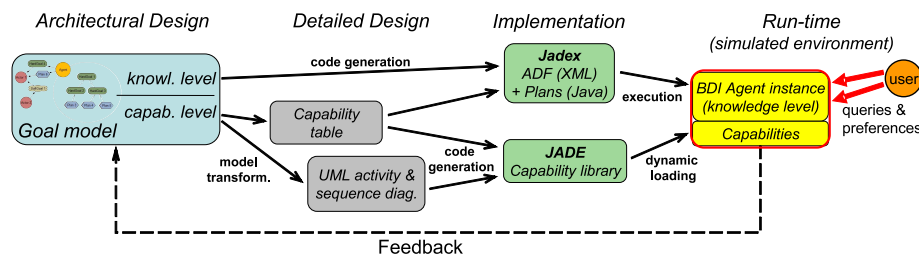 Architectural Design
Detailed Design
Implementation
Run-time
(simulated environment)
knowl. level
capab. level
Goal model
code generation
model
transform.
Capability
table
UML activity &
sequence diag.
code
generation
Jadex
ADF (XML)
+ Plans (Java)
JADE
Capability library
execution
dynamic
loading
BDI Agent instance
(knowledge level)
Capabilities
user
queries &
preferences
Feedback